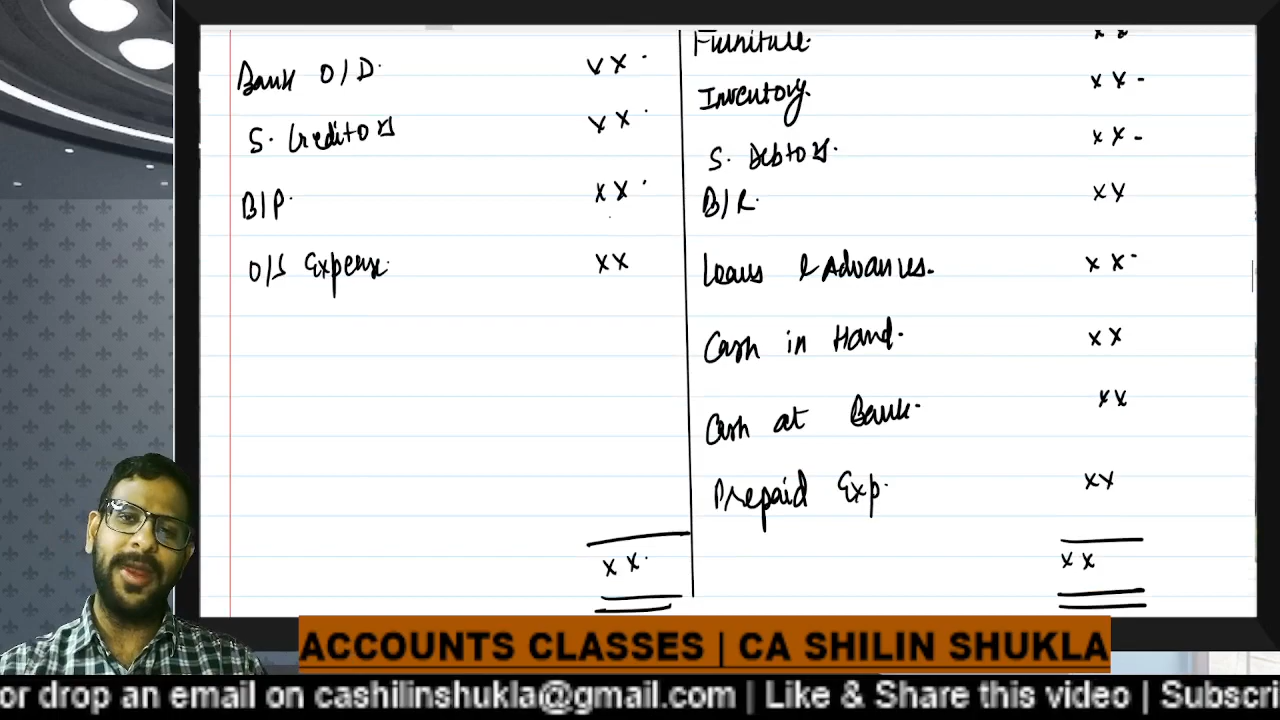 Bank O/D. xx.
S. Creditors xx.
B/P. xx.
O/S Expense. xx
xx.
Furniture. xx
Inventory. xx-
S. Debtors. xx-
B/R. xx
Loans & Advances. xx-
Cash in Hand. xx
Cash at Bank. xx
Prepaid Exp. xx
xx
ACCOUNTS CLASSES | CA SHILIN SHUKLA
or drop an email on cashilinshukla@gmail.com | Like & Share this video | Subscri